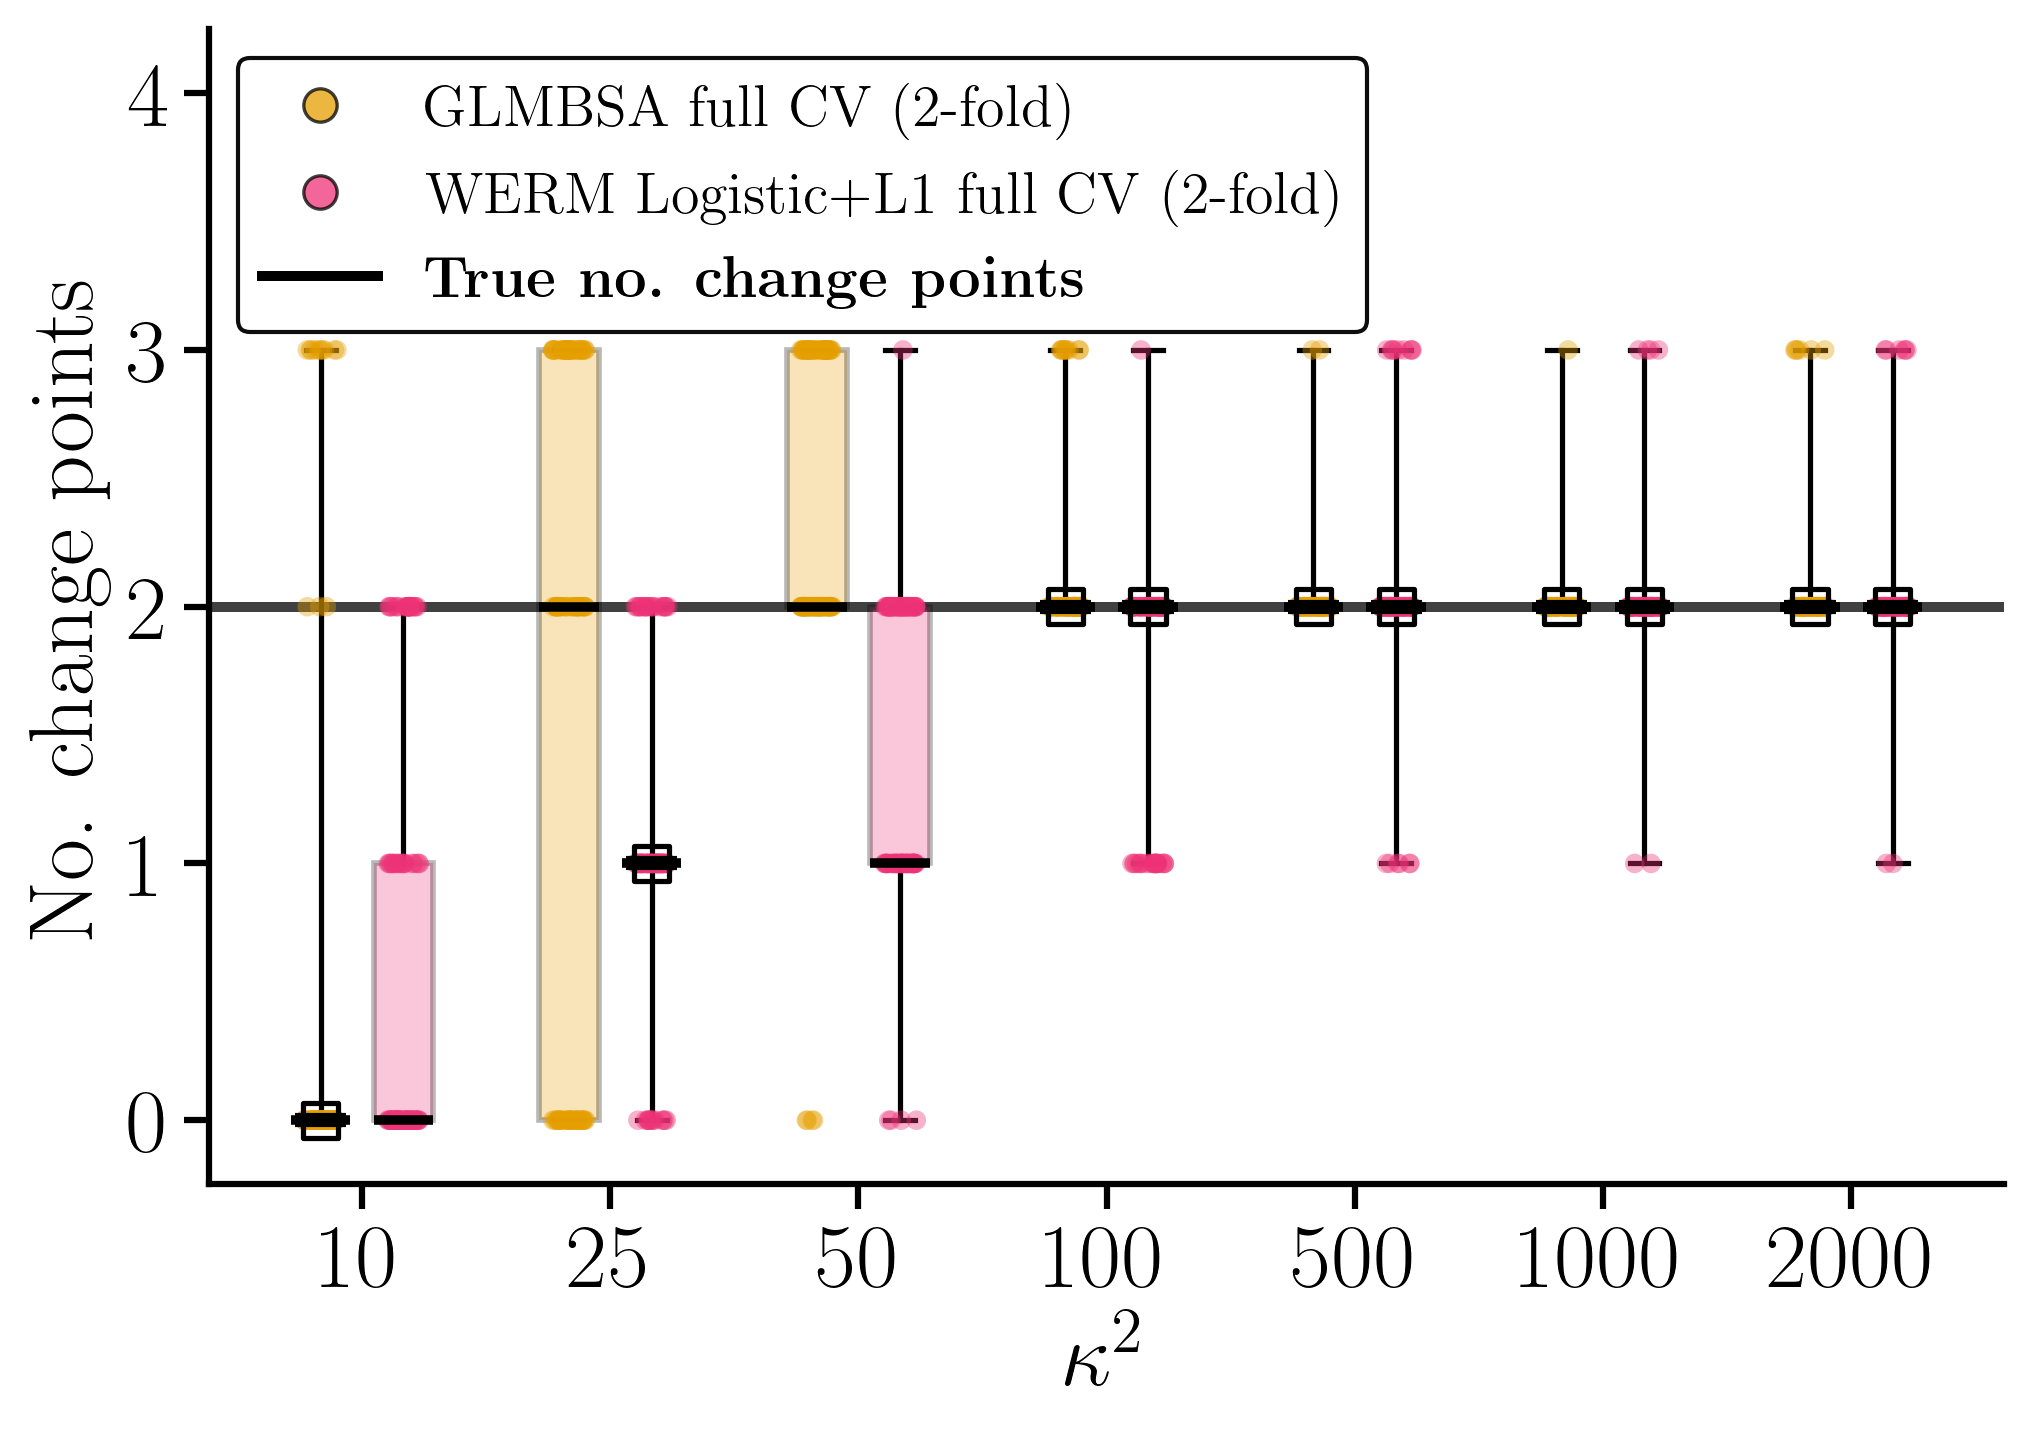 GLMBSA full CV (2-fold)
WERM Logistic+L1 full CV (2-fold)
True no. change points
No. change points
4
3
2
1
0
10 25 50 100 500 1000 2000
κ²